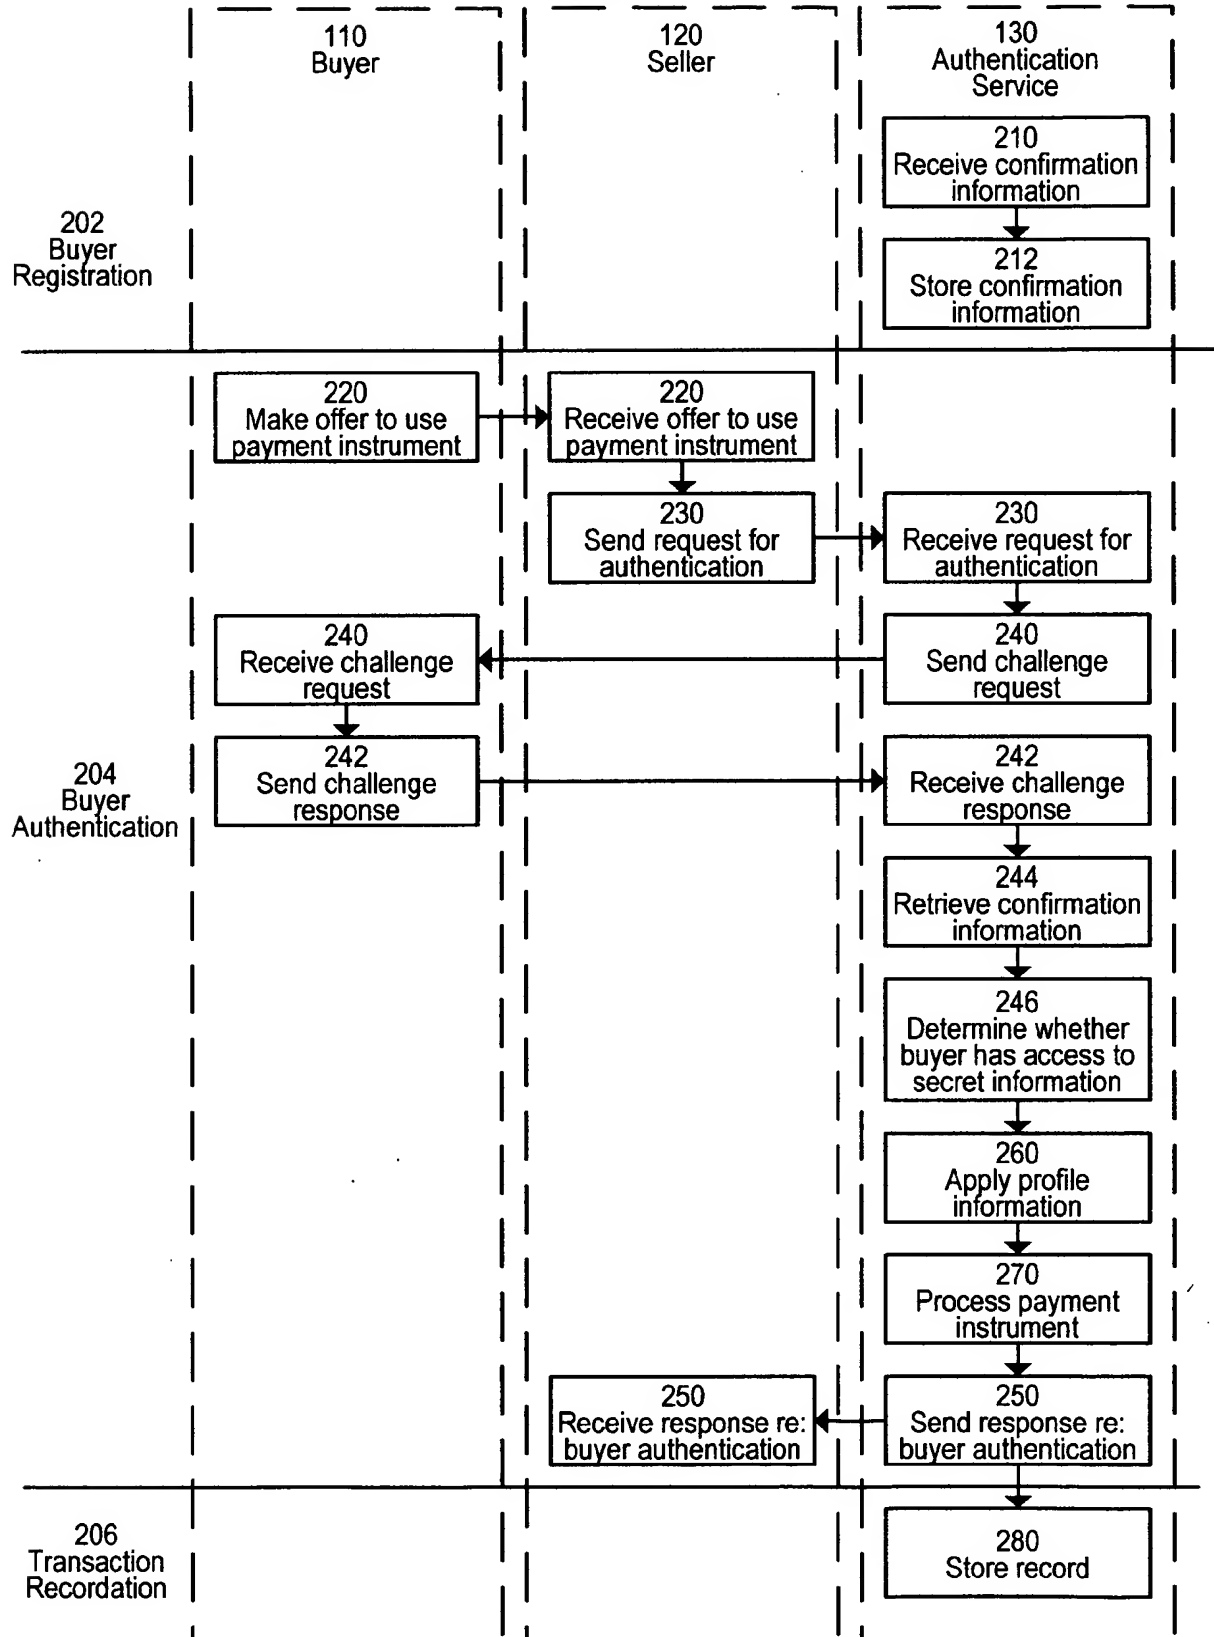 110
Buyer
120
Seller
130
Authentication
Service
210
Receive confirmation
information
202
Buyer
Registration
212
Store confirmation
information
220
Make offer to use
payment instrument
220
Receive offer to use
payment instrument
230
Send request for
authentication
230
Receive request for
authentication
240
Receive challenge
request
240
Send challenge
request
204
Buyer
Authentication
242
Send challenge
response
242
Receive challenge
response
244
Retrieve confirmation
information
246
Determine whether
buyer has access to
secret information
260
Apply profile
information
270
Process payment
instrument
250
Receive response re:
buyer authentication
250
Send response re:
buyer authentication
206
Transaction
Recordation
280
Store record